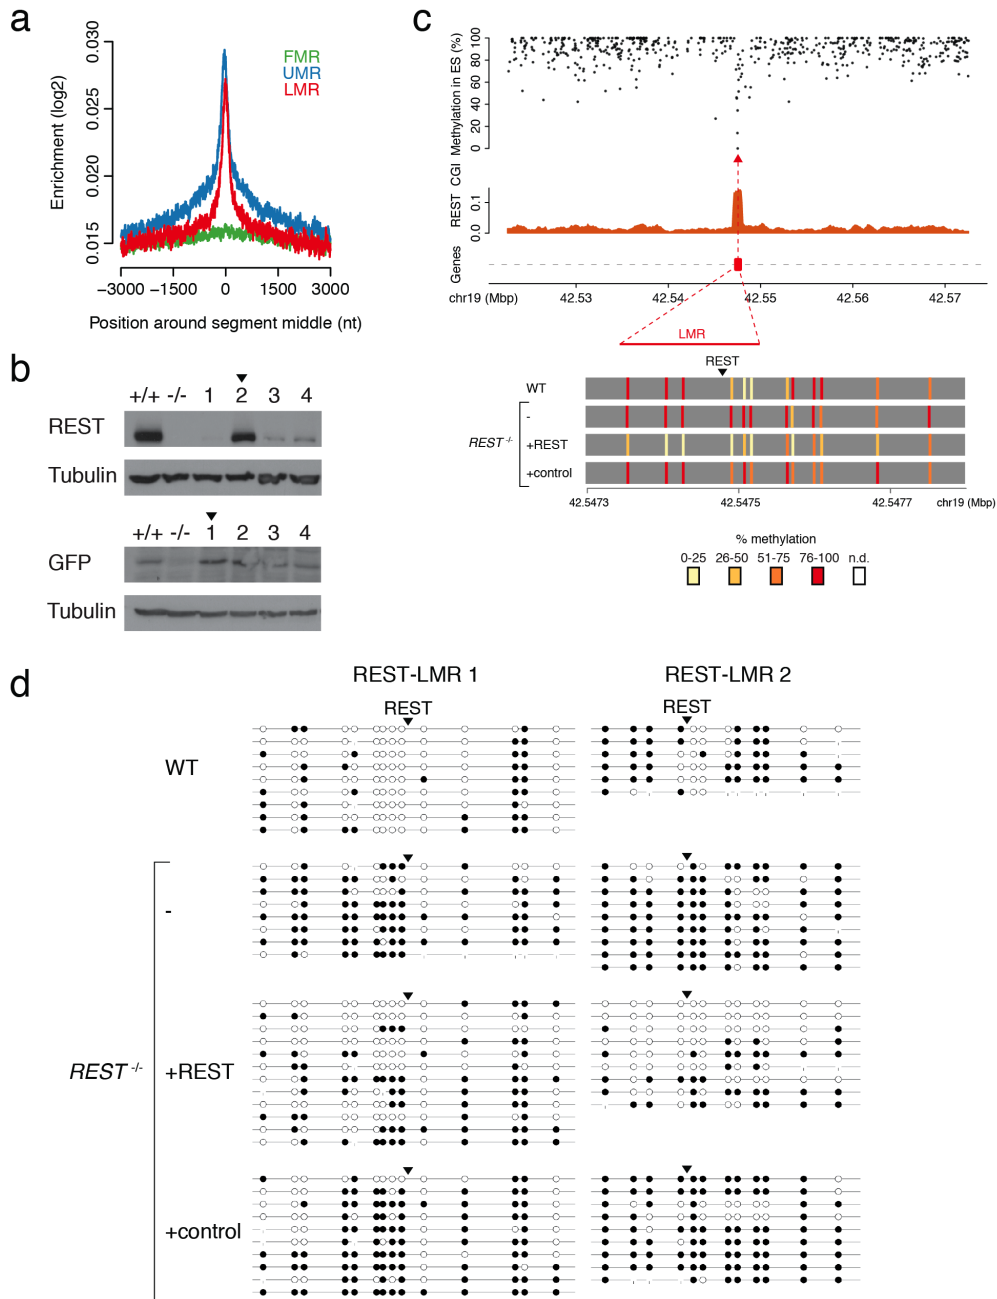 a
0.030
0.025
0.020
0.015
Enrichment (log2)
FMR
UMR
LMR
−3000 −1500 0 1500 3000
Position around segment middle (nt)
b
+/+ -/- 1 2 3 4
REST
Tubulin
+/+ -/- 1 2 3 4
GFP
Tubulin
c
Methylation in ES (%)
0 20 40 60 80 100
CGI
REST
0.0 0.1
Genes
chr19 (Mbp)
42.53 42.54 42.55 42.56 42.57
LMR
REST
WT
-
REST -/-
+REST
+control
42.5473 42.5475 42.5477 chr19 (Mbp)
% methylation
0-25 26-50 51-75 76-100 n.d.
d
REST-LMR 1 REST-LMR 2
REST REST
WT
-
REST -/-
+REST
+control